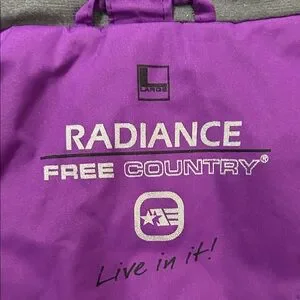 L
LARGE
RADIANCE
FREE COUNTRY®
Live in it!